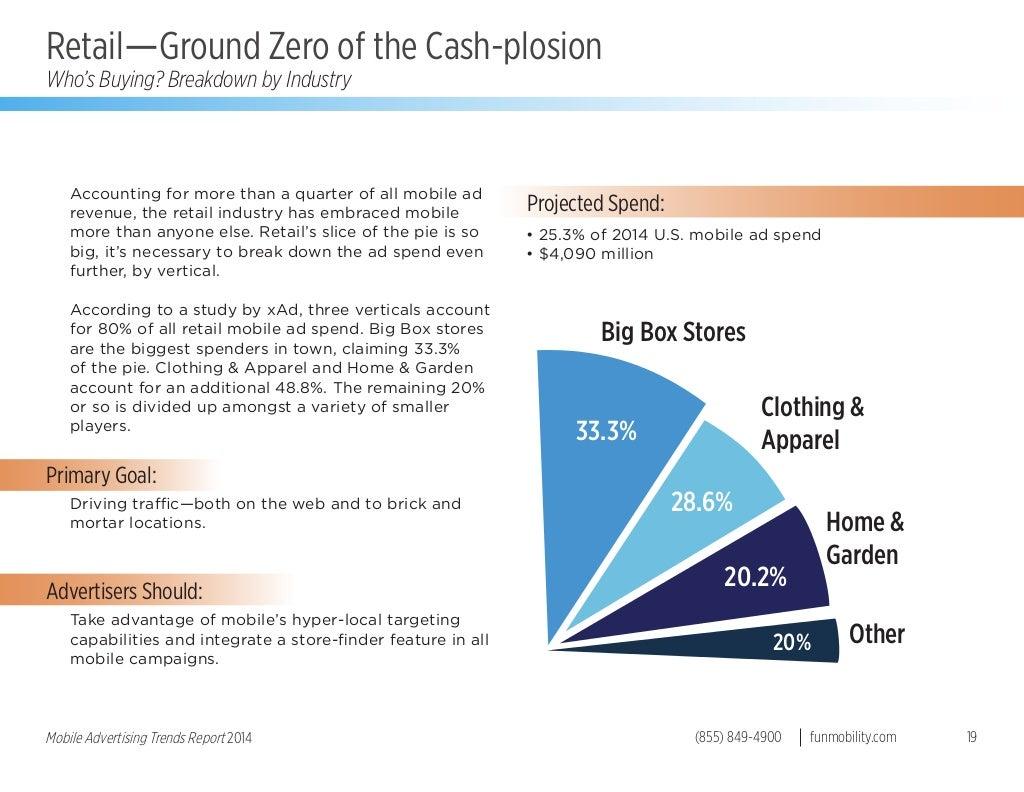 Retail—Ground Zero of the Cash-plosion
Who's Buying? Breakdown by Industry
Accounting for more than a quarter of all mobile ad
revenue, the retail industry has embraced mobile
more than anyone else. Retail's slice of the pie is so
big, it's necessary to break down the ad spend even
further, by vertical.
According to a study by xAd, three verticals account
for 80% of all retail mobile ad spend. Big Box stores
are the biggest spenders in town, claiming 33.3%
of the pie. Clothing & Apparel and Home & Garden
account for an additional 48.8%. The remaining 20%
or so is divided up amongst a variety of smaller
players.
Primary Goal:
Driving traffic—both on the web and to brick and
mortar locations.
Advertisers Should:
Take advantage of mobile's hyper-local targeting
capabilities and integrate a store-finder feature in all
mobile campaigns.
Projected Spend:
• 25.3% of 2014 U.S. mobile ad spend
• $4,090 million
Big Box Stores
33.3%
Clothing &
Apparel
28.6%
Home &
Garden
20.2%
Other
20%
Mobile Advertising Trends Report 2014
(855) 849-4900 | funmobility.com
19